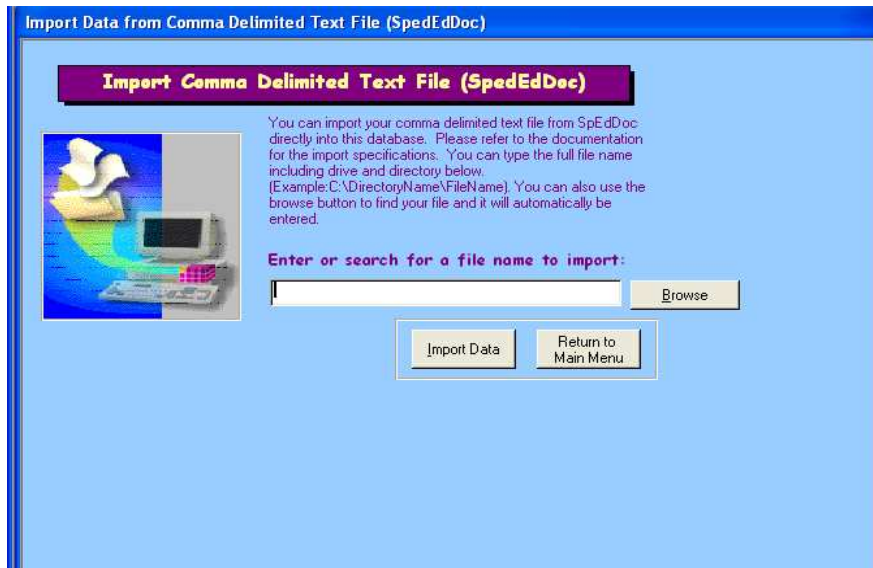 Import Data from Comma Delimited Text File (SpedEdDoc)
Import Comma Delimited Text File (SpedEdDoc)
You can import your comma delimited text file from SpEdDoc
directly into this database. Please refer to the documentation
for the import specifications. You can type the full file name
including drive and directory below.
(Example:C:\DirectoryName\FileName). You can also use the
browse button to find your file and it will automatically be
entered.
Enter or search for a file name to import:
Browse
Import Data
Return to
Main Menu